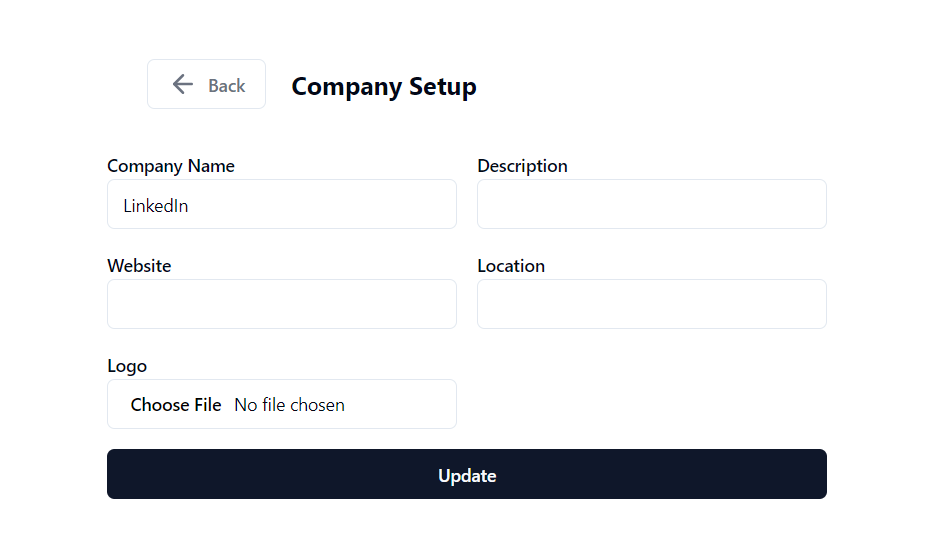 Back
Company Setup
Company Name
Description
LinkedIn
Website
Location
Logo
Choose File No file chosen
Update